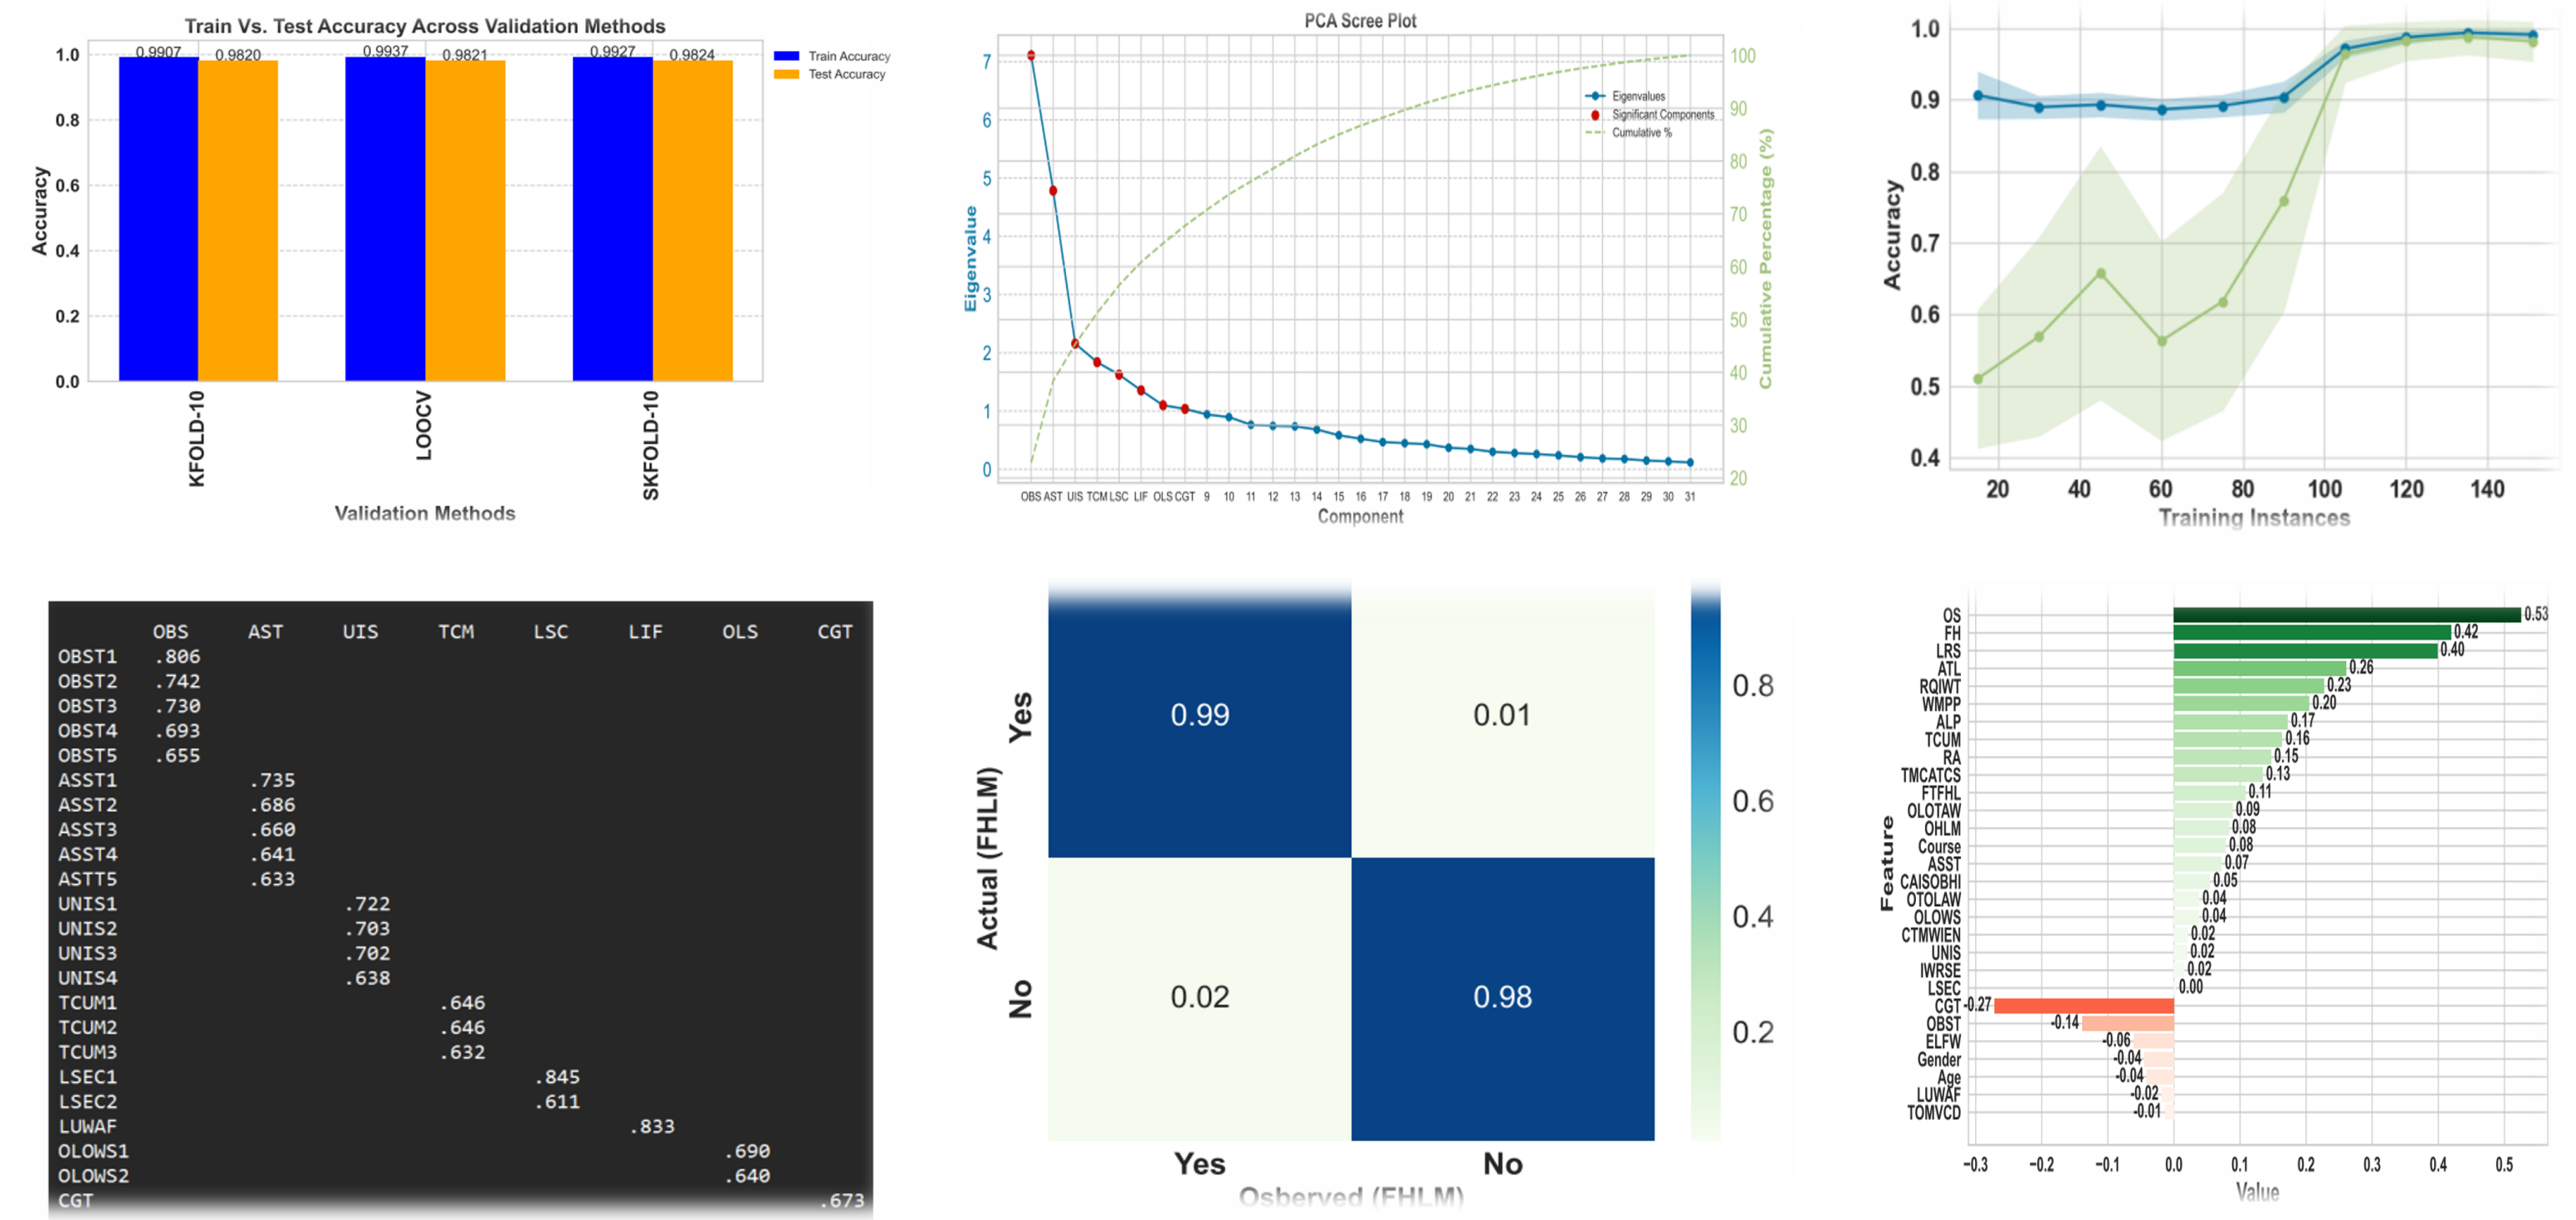 Train Vs. Test Accuracy Across Validation Methods
0.9907 0.9820 0.9937 0.9821 0.9927 0.9824
Train Accuracy
Test Accuracy
1.0
0.8
0.6
0.4
0.2
0.0
Accuracy
KFOLD-10 LOOCV SKFOLD-10
Validation Methods
PCA Scree Plot
7
6
5
4
3
2
1
0
Eigenvalue
Eigenvalues
Significant Components
Cumulative %
100
90
80
70
60
50
40
30
20
Cumulative Percentage (%)
OBS AST UIS TCM LSC LIF OLS CGT 9 10 11 12 13 14 15 16 17 18 19 20 21 22 23 24 25 26 27 28 29 30 31
Component
1.0
0.9
0.8
0.7
0.6
0.5
0.4
Accuracy
20 40 60 80 100 120 140
Training Instances
OBS AST UIS TCM LSC LIF OLS CGT
OBST1 .806
OBST2 .742
OBST3 .730
OBST4 .693
OBST5 .655
ASST1 .735
ASST2 .686
ASST3 .660
ASST4 .641
ASTT5 .633
UNIS1 .722
UNIS2 .703
UNIS3 .702
UNIS4 .638
TCUM1 .646
TCUM2 .646
TCUM3 .632
LSEC1 .845
LSEC2 .611
LUWAF .833
OLOWS1 .690
OLOWS2 .640
CGT .673
Actual (FHLM)
Yes
No
0.99 0.01
0.02 0.98
Yes No
Osberved (FHLM)
0.8
0.6
0.4
0.2
Feature
OS 0.53
FH 0.42
LRS 0.40
ATL 0.26
RQIWT 0.23
WMPP 0.20
ALP 0.17
TCUM 0.16
RA 0.15
TMCATCS 0.13
FTFHL 0.11
OLOTAW 0.09
OHLM 0.08
Course 0.08
ASST 0.07
CAISOBHI 0.05
OTOLAW 0.04
OLOWS 0.04
CTMWIEN 0.02
UNIS 0.02
IWRSE 0.02
LSEC 0.00
CGT -0.27
OBST -0.14
ELFW -0.06
Gender -0.04
Age -0.04
LUWAF -0.02
TOMVCD -0.01
−0.3 −0.2 −0.1 0.0 0.1 0.2 0.3 0.4 0.5
Value